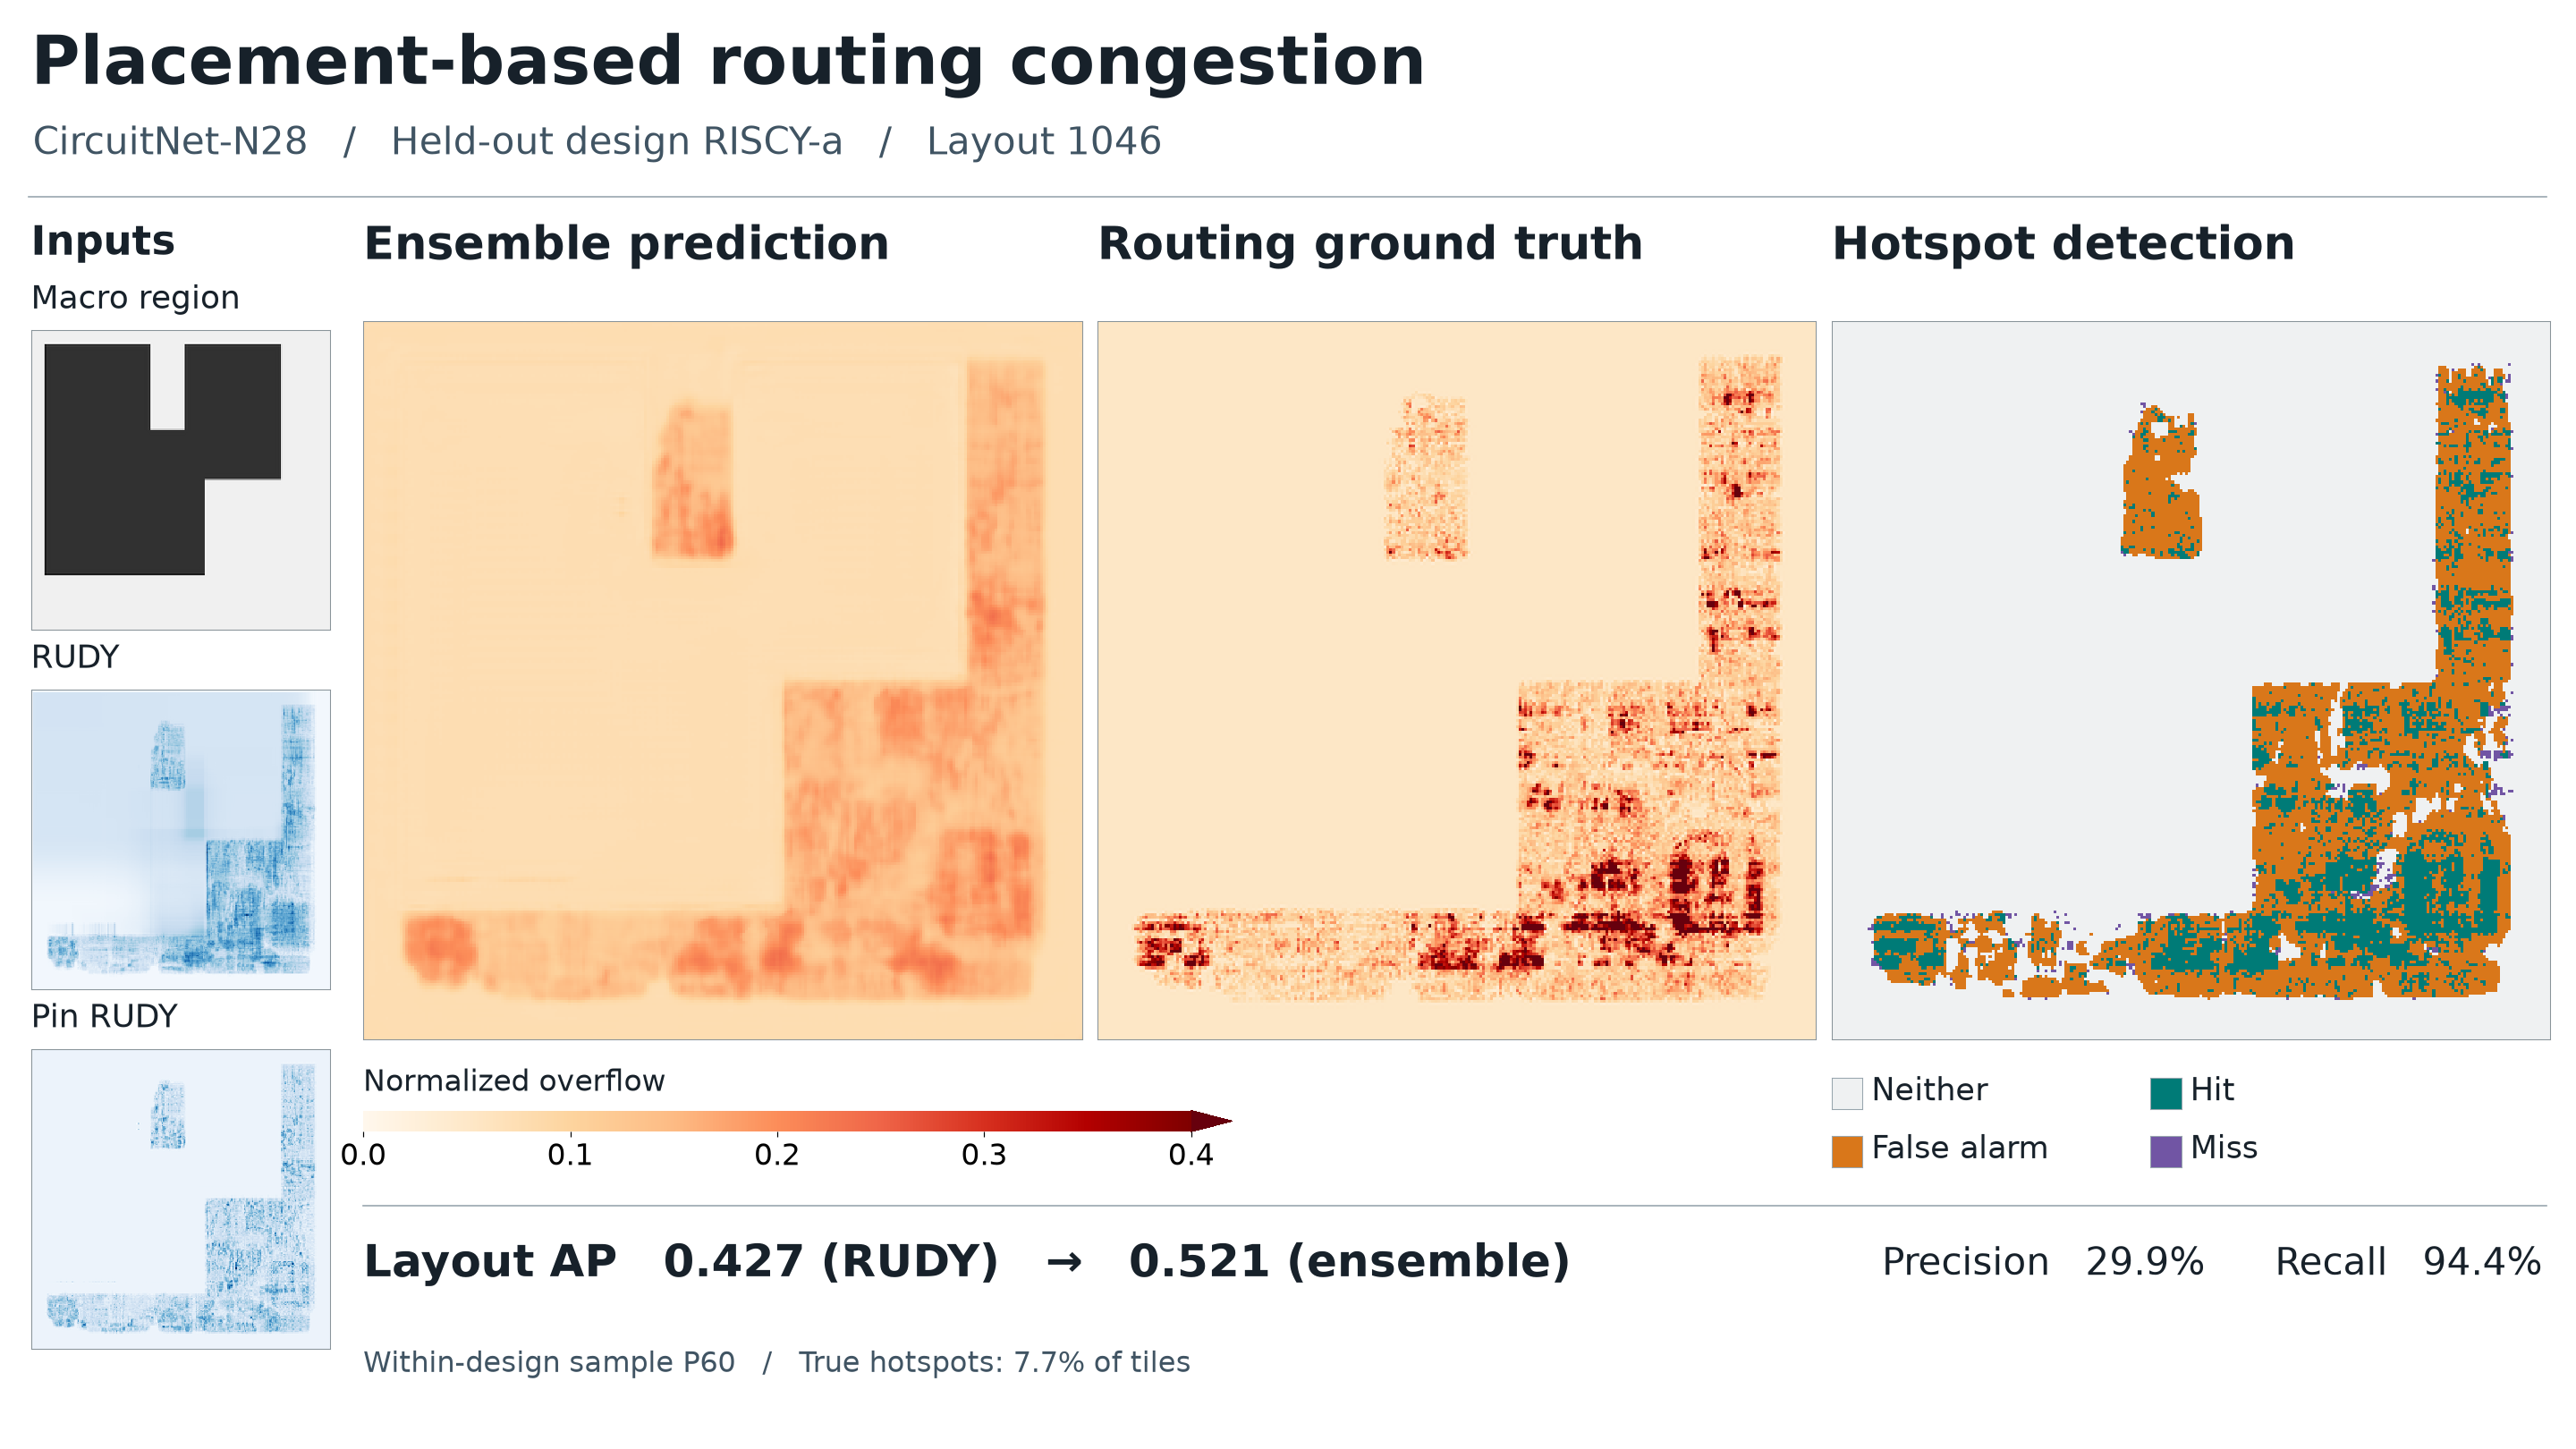 Placement-based routing congestion
CircuitNet-N28 / Held-out design RISCY-a / Layout 1046
Inputs
Macro region
RUDY
Pin RUDY
Ensemble prediction
Routing ground truth
Hotspot detection
Normalized overflow
0.0 0.1 0.2 0.3 0.4
Neither Hit
False alarm Miss
Layout AP 0.427 (RUDY) → 0.521 (ensemble)
Precision 29.9% Recall 94.4%
Within-design sample P60 / True hotspots: 7.7% of tiles